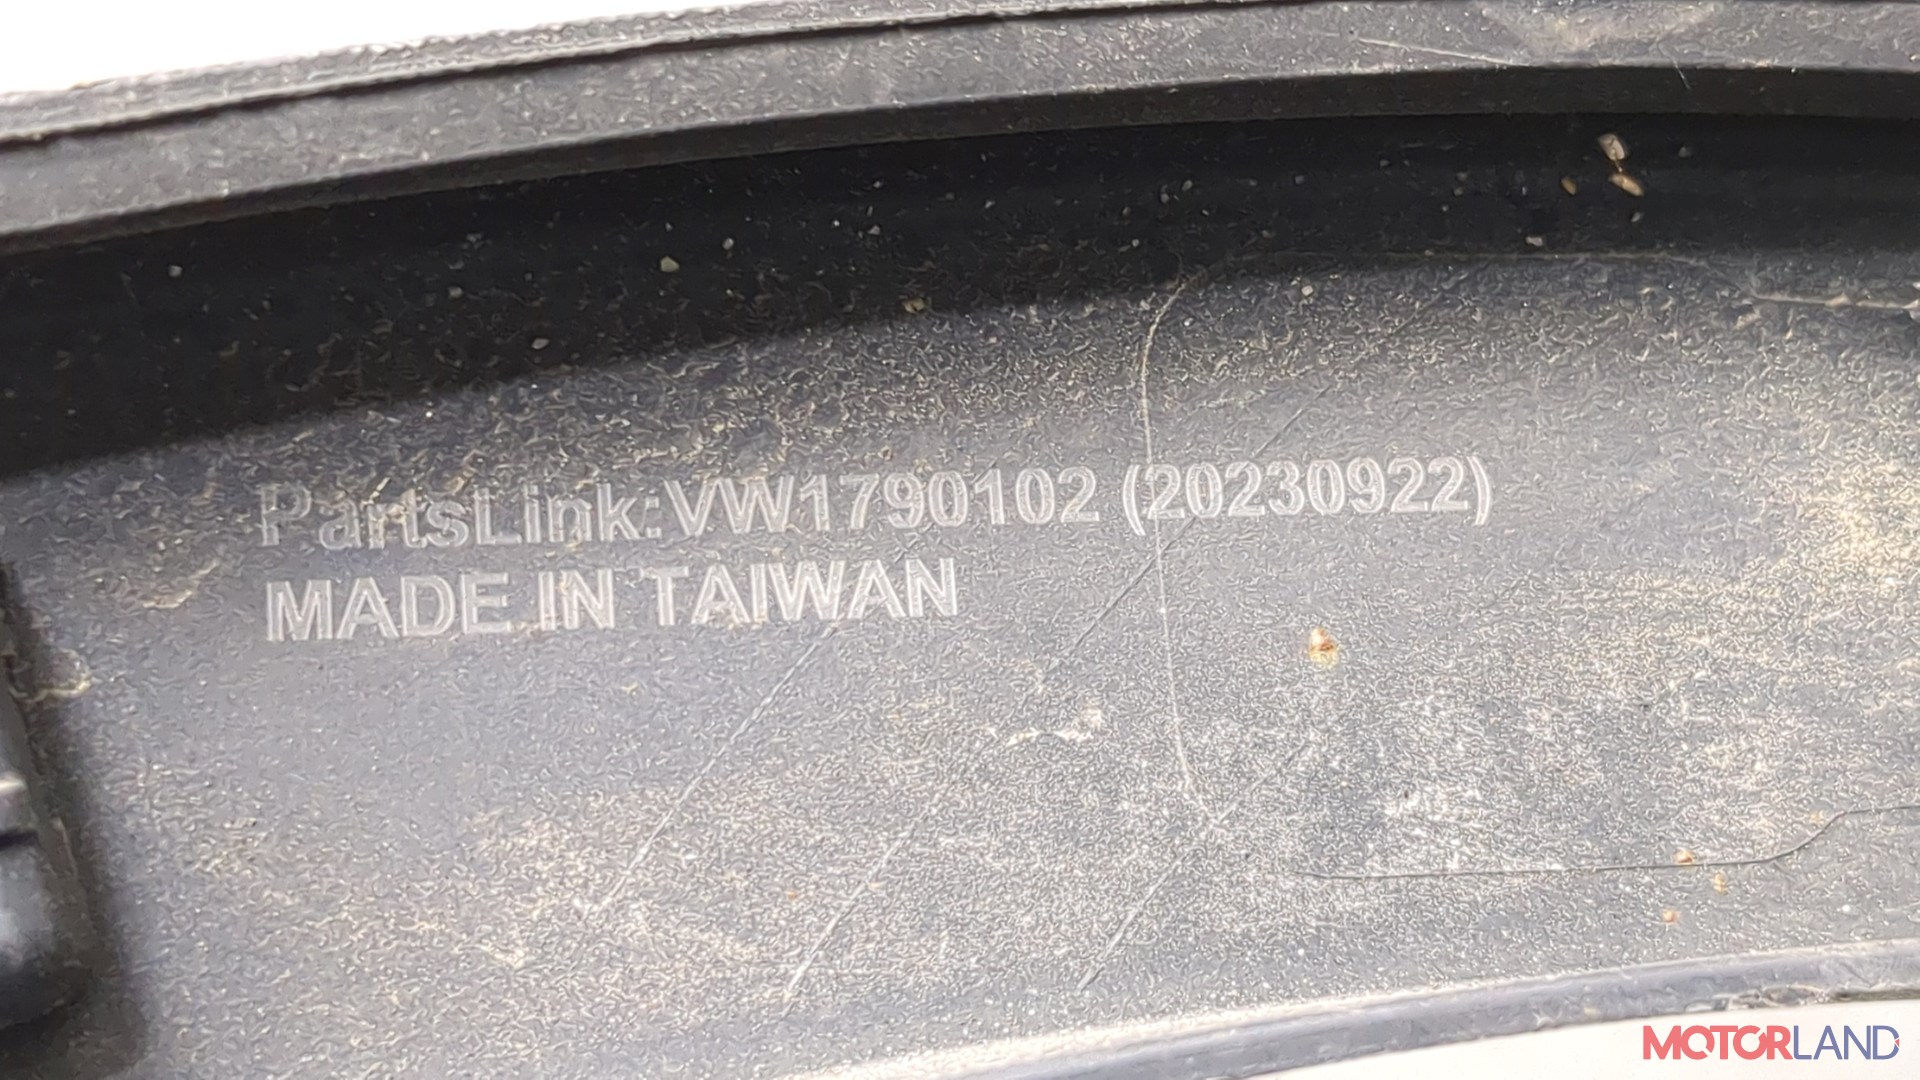 PartsLink:VW1790102 (20230922)
MADE IN TAIWAN
MOTORLAND